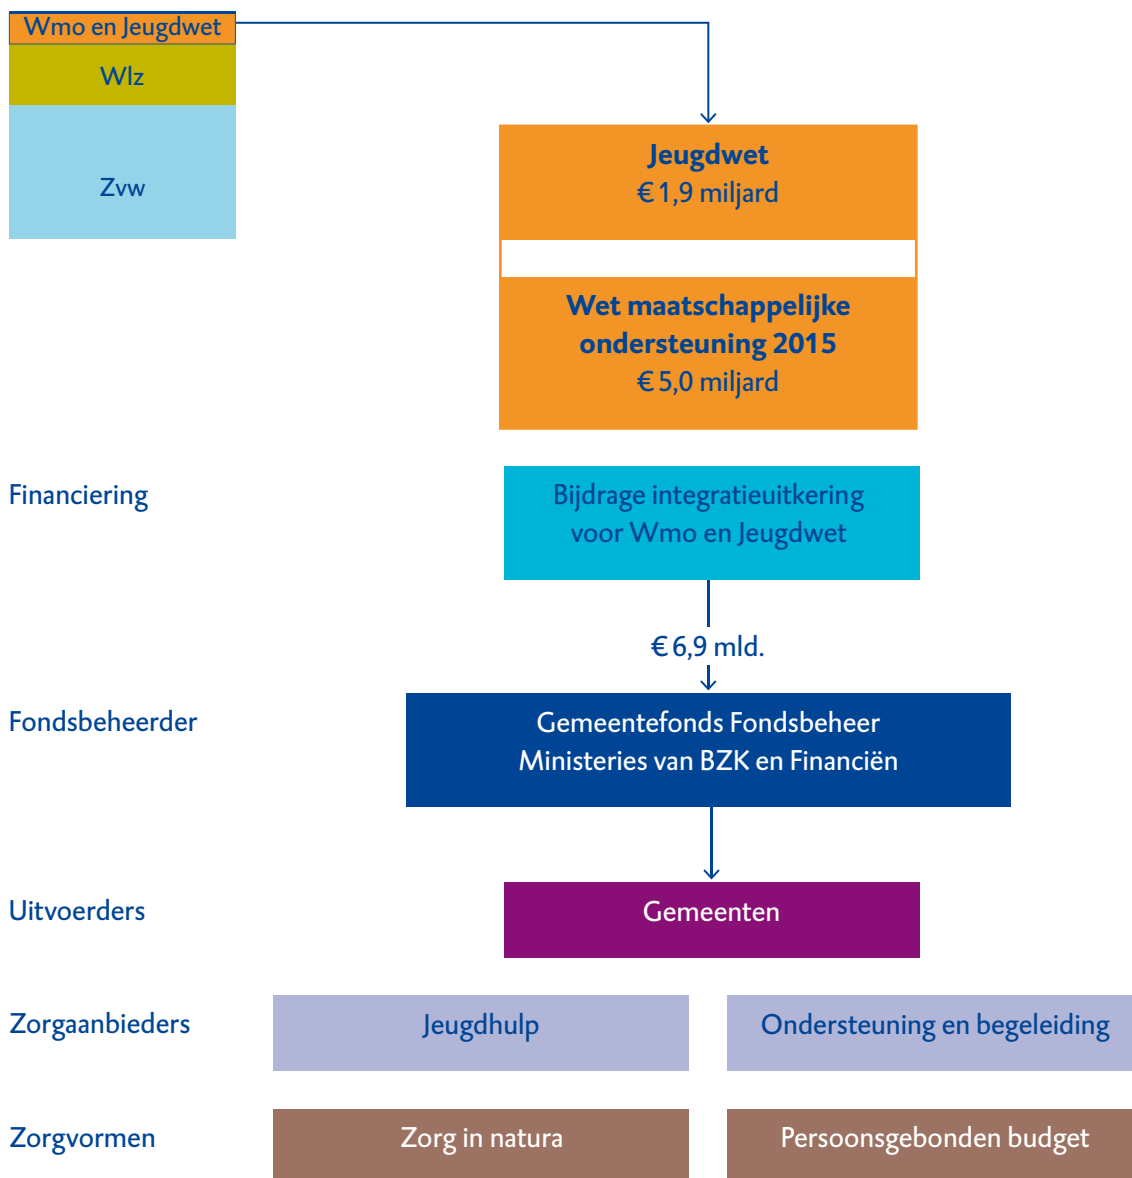 Wmo en Jeugdwet
Wlz
Zvw
Jeugdwet
€ 1,9 miljard
Wet maatschappelijke
ondersteuning 2015
€ 5,0 miljard
Financiering
Bijdrage integratieuitkering
voor Wmo en Jeugdwet
€ 6,9 mld.
Fondsbeheerder
Gemeentefonds Fondsbeheer
Ministeries van BZK en Financiën
Uitvoerders
Gemeenten
Zorgaanbieders
Jeugdhulp
Ondersteuning en begeleiding
Zorgvormen
Zorg in natura
Persoonsgebonden budget